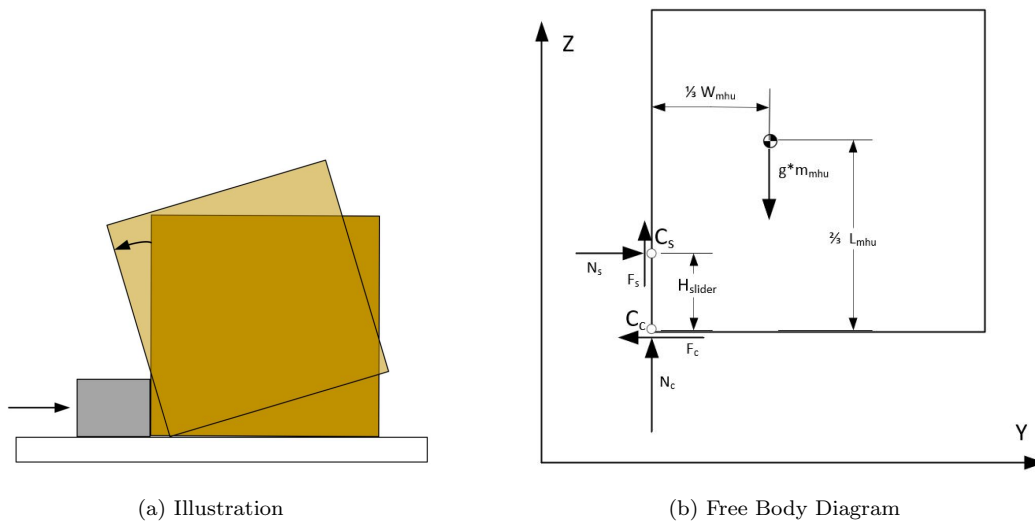 Z
⅓ W_mhu
g*m_mhu
⅔ L_mhu
C_s
N_s
F_s
H_slider
C_c
F_c
N_c
Y
(a) Illustration
(b) Free Body Diagram